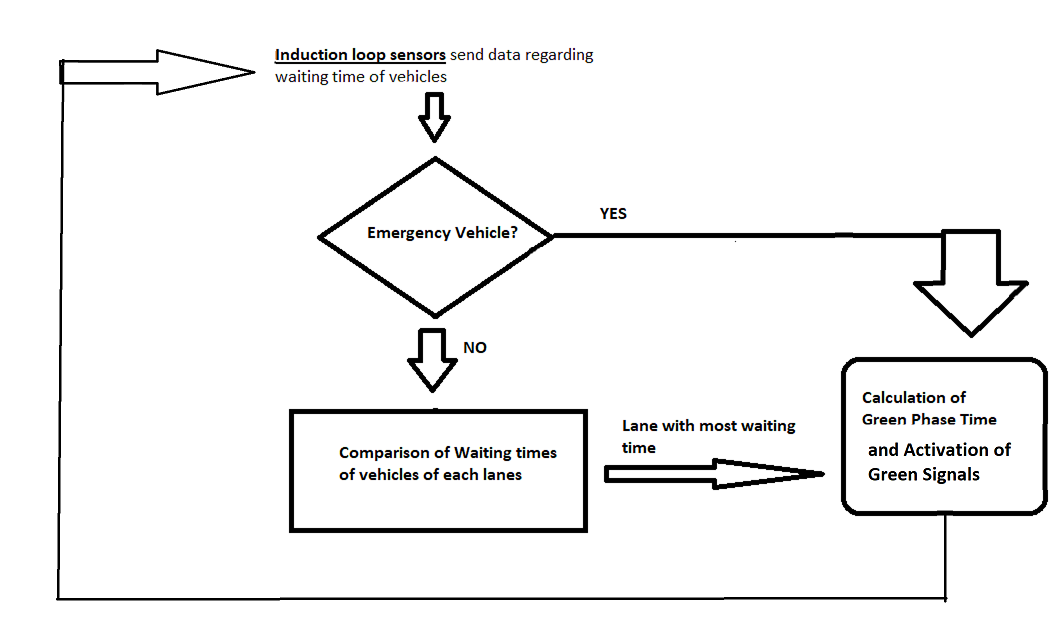 Induction loop sensors send data regarding
waiting time of vehicles
Emergency Vehicle?
YES
NO
Comparison of Waiting times
of vehicles of each lanes
Lane with most waiting
time
Calculation of
Green Phase Time
and Activation of
Green Signals